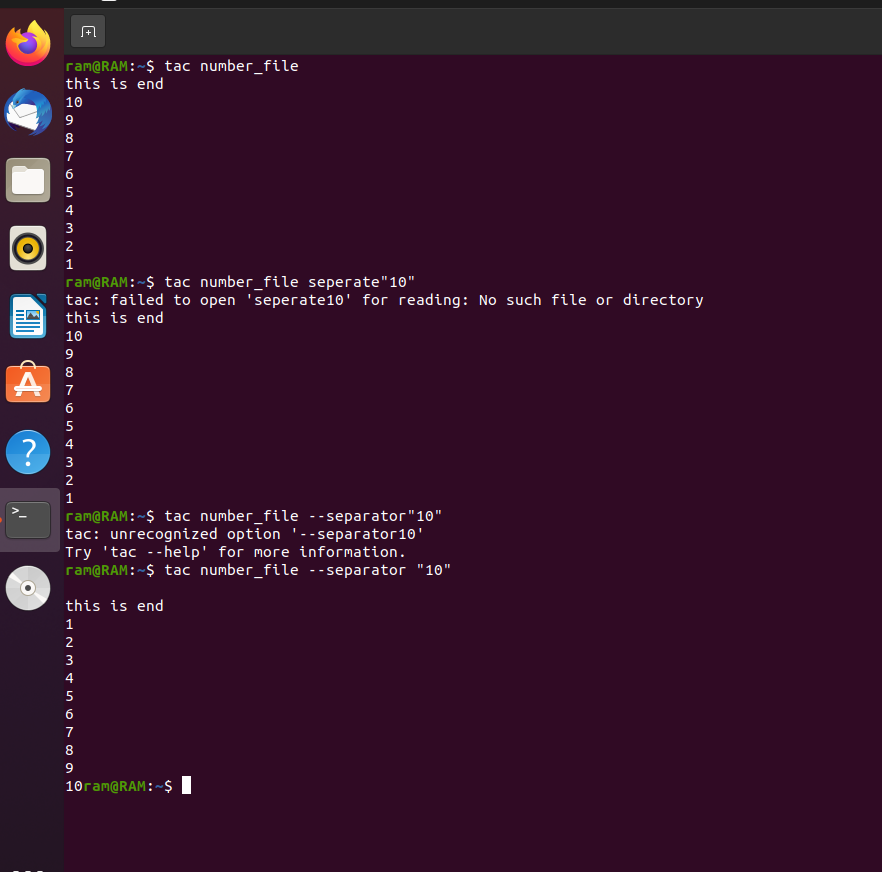 ram@RAM:~$ tac number_file
this is end
10
9
8
7
6
5
4
3
2
1
ram@RAM:~$ tac number_file seperate"10"
tac: failed to open 'seperate10' for reading: No such file or directory
this is end
10
9
8
7
6
5
4
3
2
1
ram@RAM:~$ tac number_file --separator"10"
tac: unrecognized option '--separator10'
Try 'tac --help' for more information.
ram@RAM:~$ tac number_file --separator "10"

this is end
1
2
3
4
5
6
7
8
9
10ram@RAM:~$